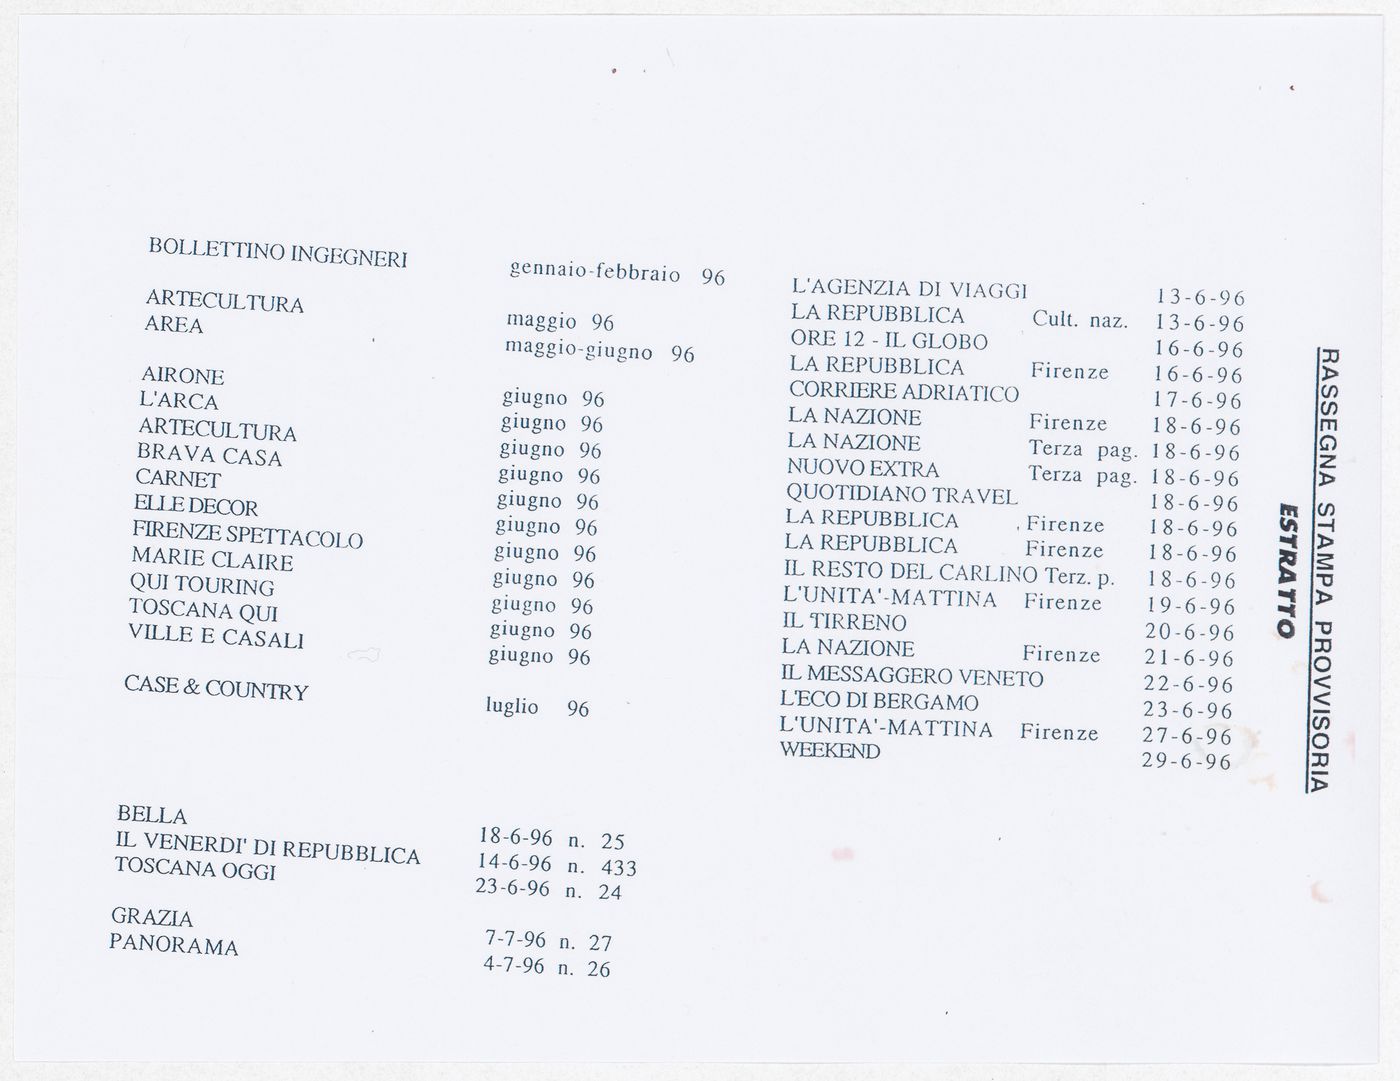 RASSEGNA STAMPA PROVVISORIA
ESTRATTO
BOLLETTINO INGEGNERI gennaio-febbraio 96
ARTECULTURA maggio 96
AREA maggio-giugno 96
AIRONE giugno 96
L'ARCA giugno 96
ARTECULTURA giugno 96
BRAVA CASA giugno 96
CARNET giugno 96
ELLE DECOR giugno 96
FIRENZE SPETTACOLO giugno 96
MARIE CLAIRE giugno 96
QUI TOURING giugno 96
TOSCANA QUI giugno 96
VILLE E CASALI giugno 96
CASE & COUNTRY luglio 96
BELLA 18-6-96 n. 25
IL VENERDI' DI REPUBBLICA 14-6-96 n. 433
TOSCANA OGGI 23-6-96 n. 24
GRAZIA 7-7-96 n. 27
PANORAMA 4-7-96 n. 26
L'AGENZIA DI VIAGGI 13-6-96
LA REPUBBLICA Cult. naz. 13-6-96
ORE 12 - IL GLOBO 16-6-96
LA REPUBBLICA Firenze 16-6-96
CORRIERE ADRIATICO 17-6-96
LA NAZIONE Firenze 18-6-96
LA NAZIONE Terza pag. 18-6-96
NUOVO EXTRA Terza pag. 18-6-96
QUOTIDIANO TRAVEL 18-6-96
LA REPUBBLICA Firenze 18-6-96
LA REPUBBLICA Firenze 18-6-96
IL RESTO DEL CARLINO Terz. p. 18-6-96
L'UNITA'-MATTINA Firenze 19-6-96
IL TIRRENO 20-6-96
LA NAZIONE Firenze 21-6-96
IL MESSAGGERO VENETO 22-6-96
L'ECO DI BERGAMO 23-6-96
L'UNITA'-MATTINA Firenze 27-6-96
WEEKEND 29-6-96